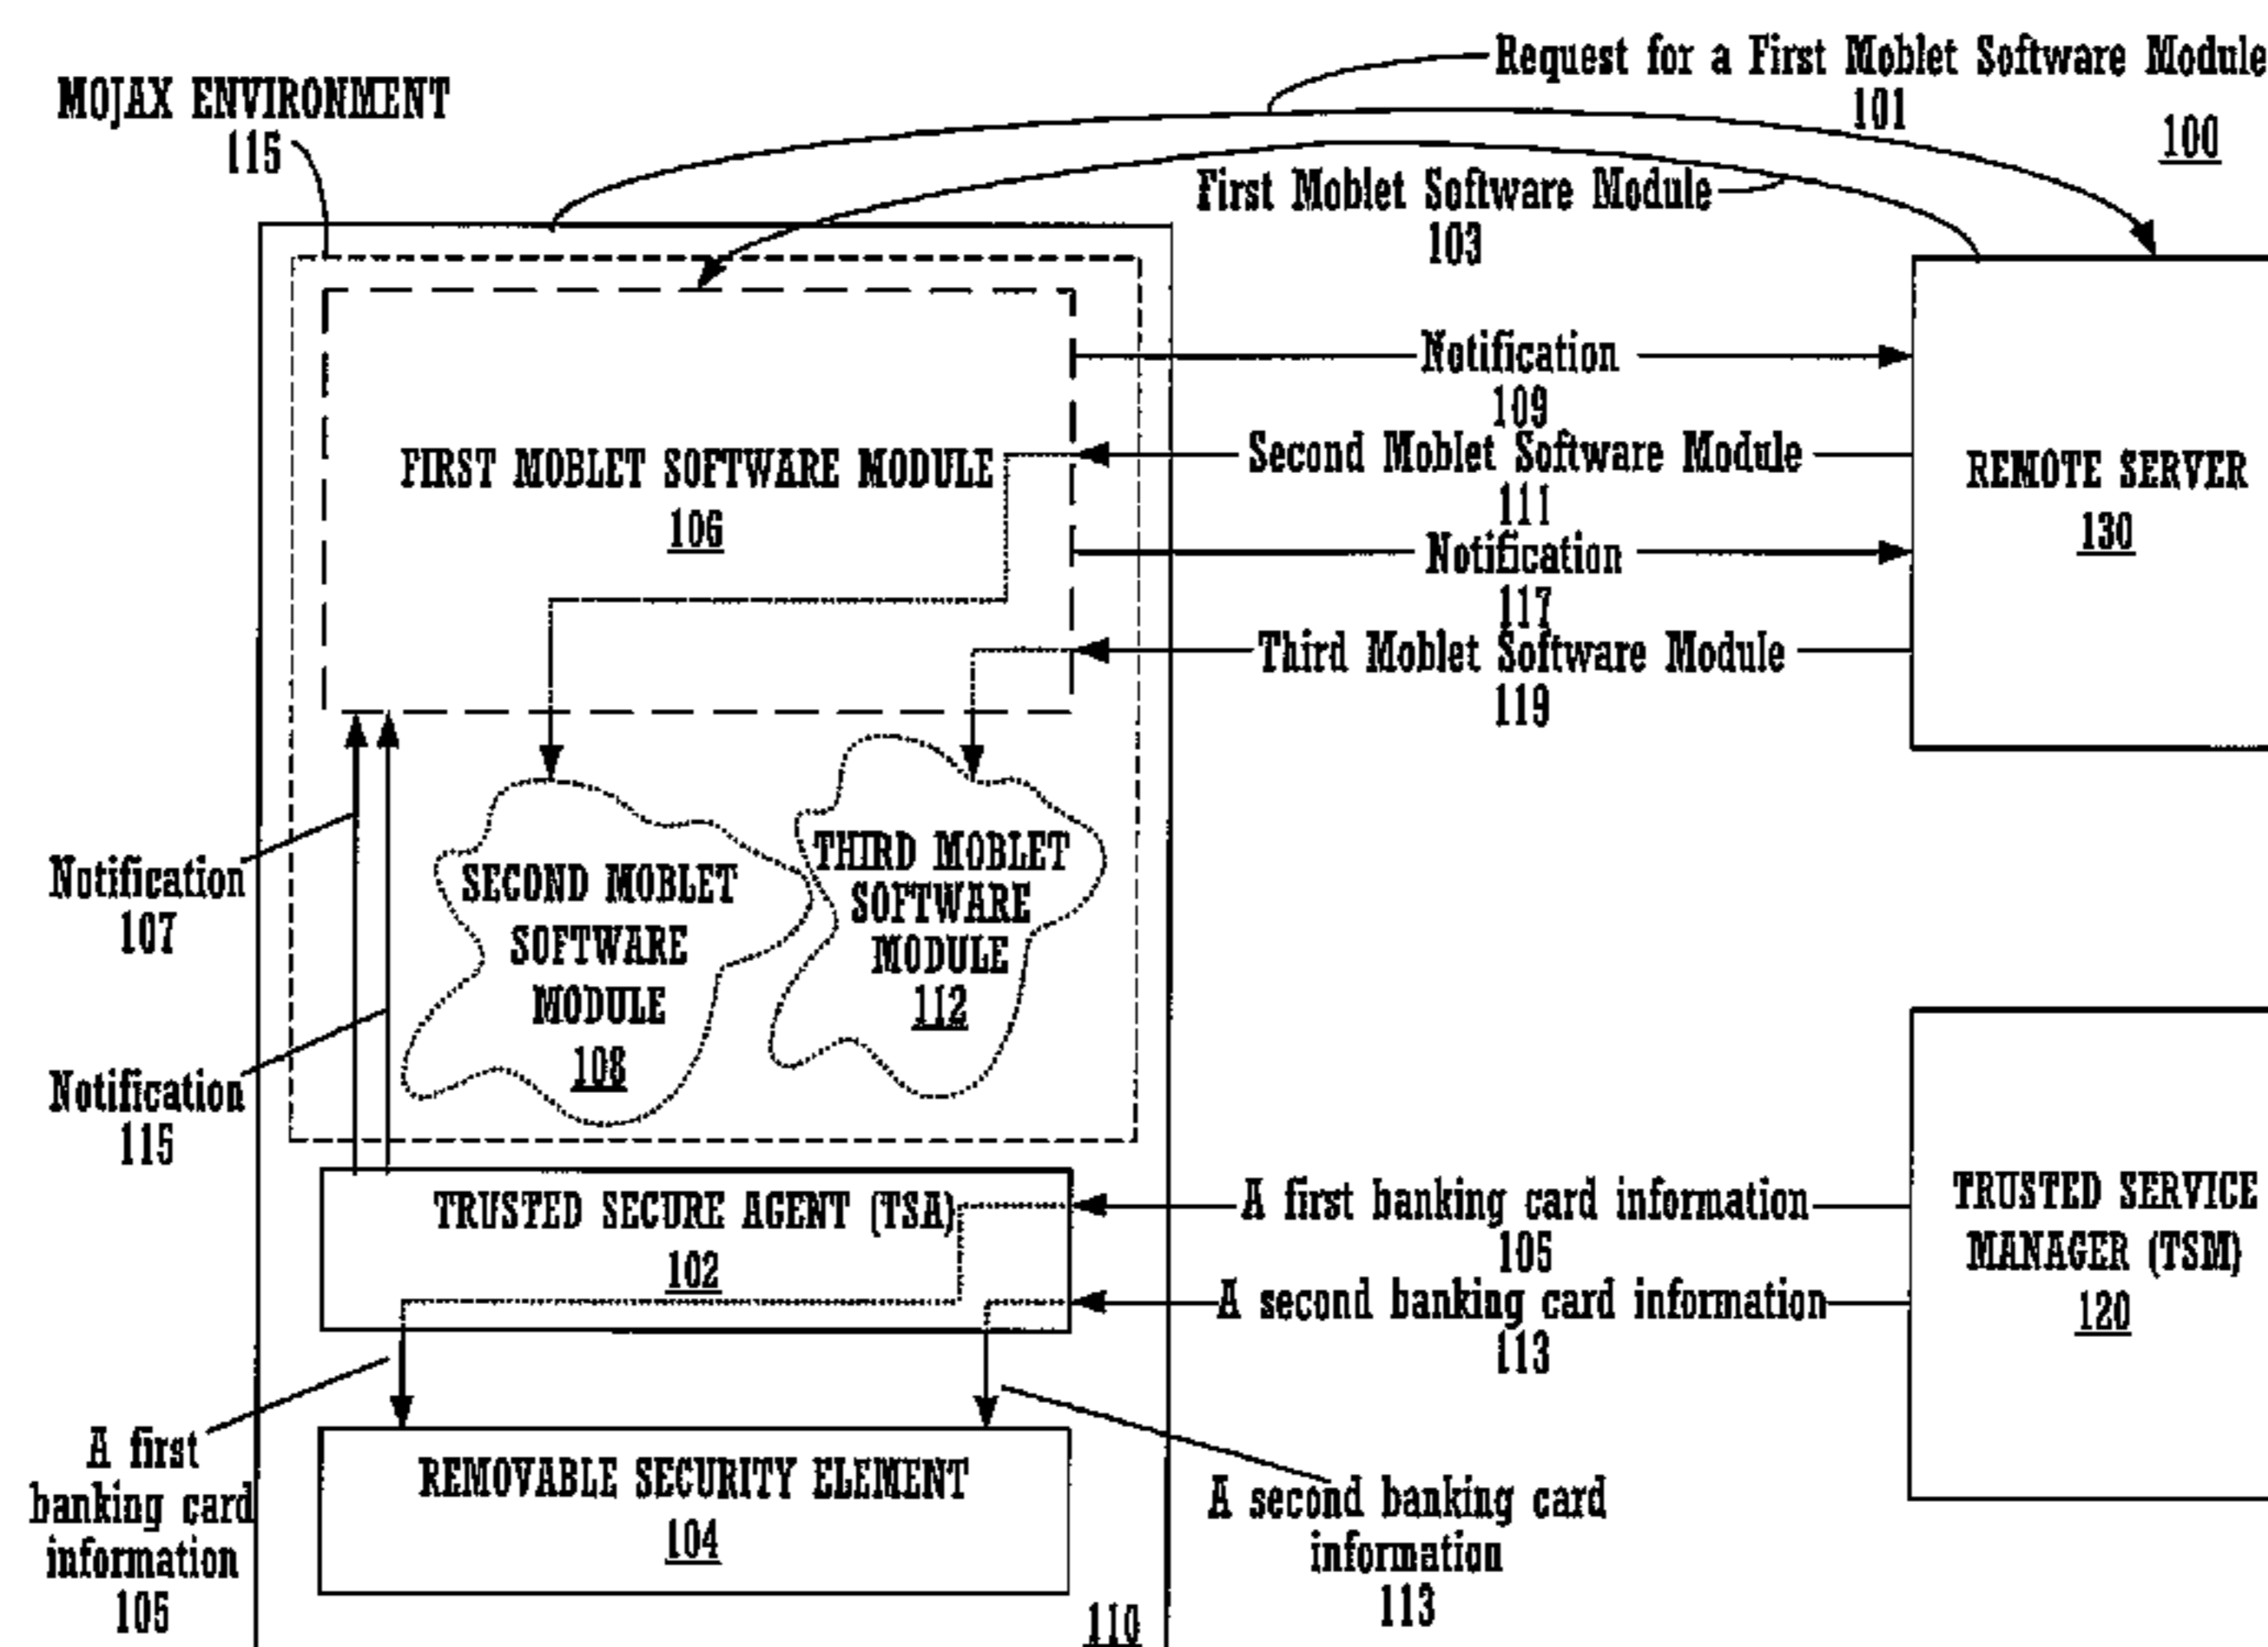 Request for a First Moblet Software Module
101
100
MOJAX ENVIRONMENT
115
First Moblet Software Module
103
Notification
109
FIRST MOBLET SOFTWARE MODULE
106
Second Moblet Software Module
111
REMOTE SERVER
130
Notification
117
Third Moblet Software Module
119
Notification
107
SECOND MOBLET
SOFTWARE
MODULE
108
THIRD MOBLET
SOFTWARE
MODULE
112
Notification
115
TRUSTED SECURE AGENT (TSA)
102
A first banking card information
105
A second banking card information
113
TRUSTED SERVICE
MANAGER (TSM)
120
A first
banking card
information
105
REMOVABLE SECURITY ELEMENT
104
A second banking card
information
113
110